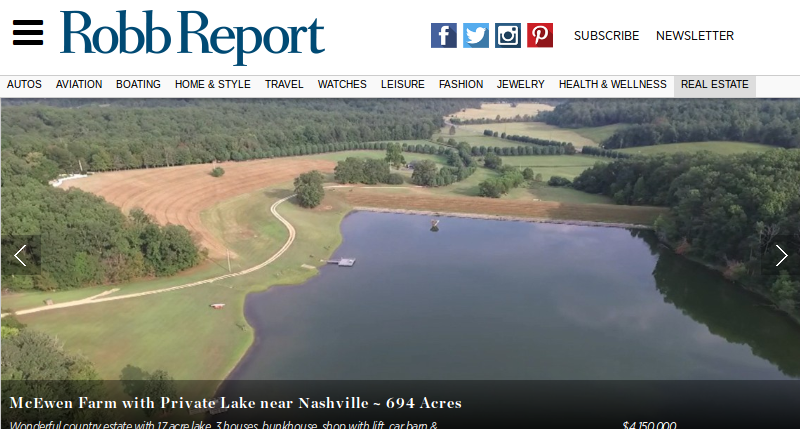 Robb Report
SUBSCRIBE NEWSLETTER
AUTOS AVIATION BOATING HOME & STYLE TRAVEL WATCHES LEISURE FASHION JEWELRY HEALTH & WELLNESS REAL ESTATE
McEwen Farm with Private Lake near Nashville ~ 694 Acres
Wonderful country estate with 17 acre lake, 3 houses, bunkhouse, shop with lift, car barn & $4,150,000